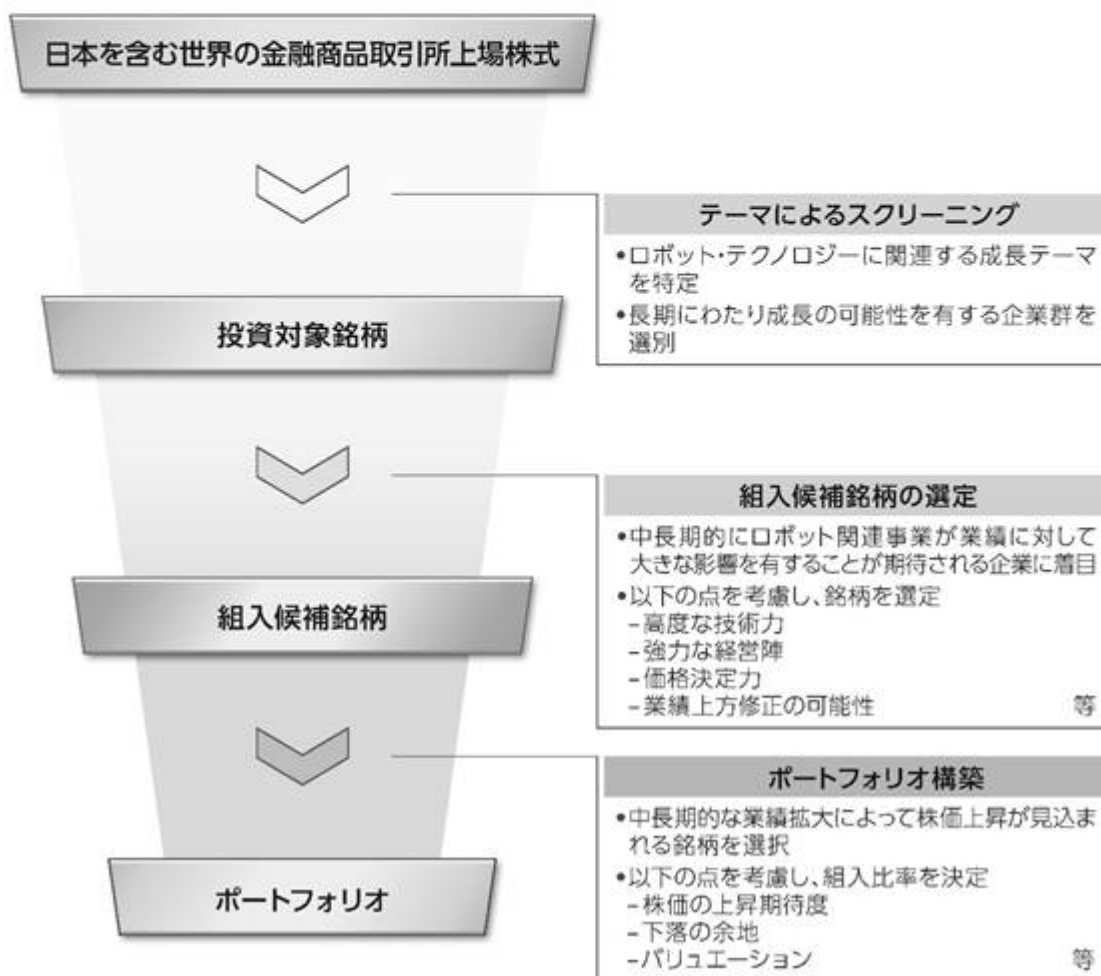 日本を含む世界の金融商品取引所上場株式
テーマによるスクリーニング
•ロボット・テクノロジーに関連する成長テーマ
を特定
•長期にわたり成長の可能性を有する企業群を
選別
投資対象銘柄
組入候補銘柄の選定
•中長期的にロボット関連事業が業績に対して
大きな影響を有することが期待される企業に着目
•以下の点を考慮し、銘柄を選定
−高度な技術力
−強力な経営陣
−価格決定力
−業績上方修正の可能性 等
組入候補銘柄
ポートフォリオ構築
•中長期的な業績拡大によって株価上昇が見込ま
れる銘柄を選択
•以下の点を考慮し、組入比率を決定
−株価の上昇期待度
−下落の余地
−バリュエーション 等
ポートフォリオ